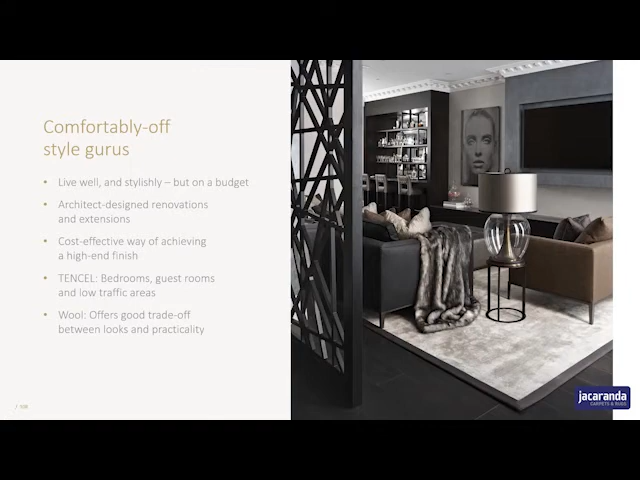 Comfortably-off
style gurus
• Live well, and stylishly – but on a budget
• Architect-designed renovations
and extensions
• Cost-effective way of achieving
a high-end finish
• TENCEL: Bedrooms, guest rooms
and low traffic areas
• Wool: Offers good trade-off
between looks and practicality
jacaranda
CARPETS & RUGS